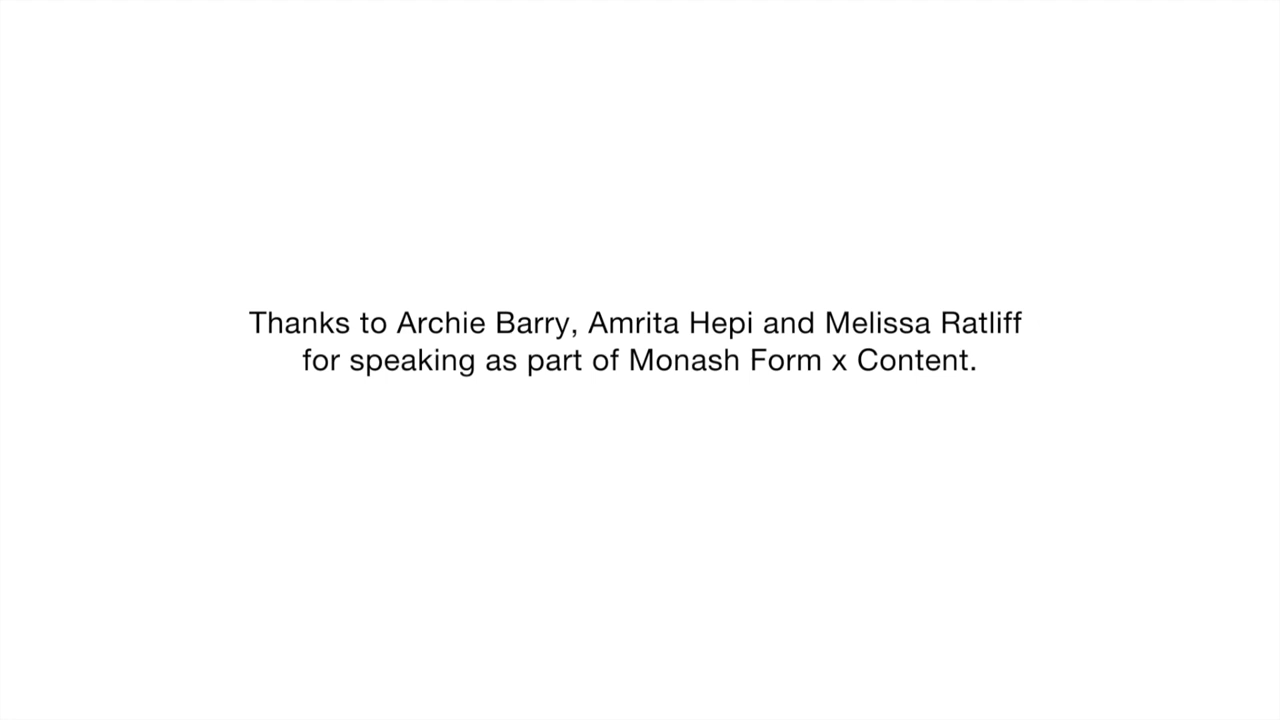 Thanks to Archie Barry, Amrita Hepi and Melissa Ratliff
for speaking as part of Monash Form x Content.